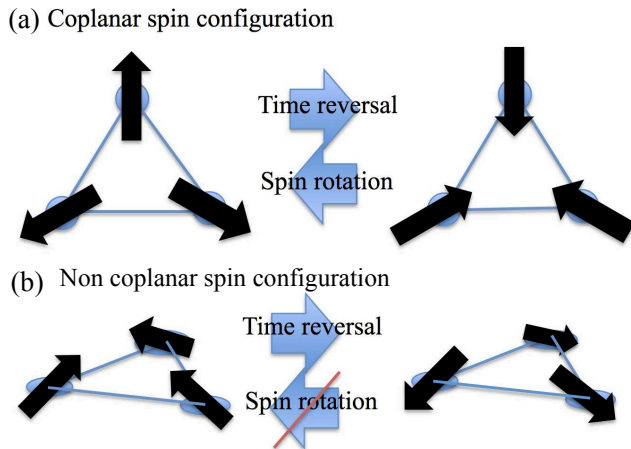 (a) Coplanar spin configuration
Time reversal
Spin rotation
(b) Non coplanar spin configuration
Time reversal
Spin rotation